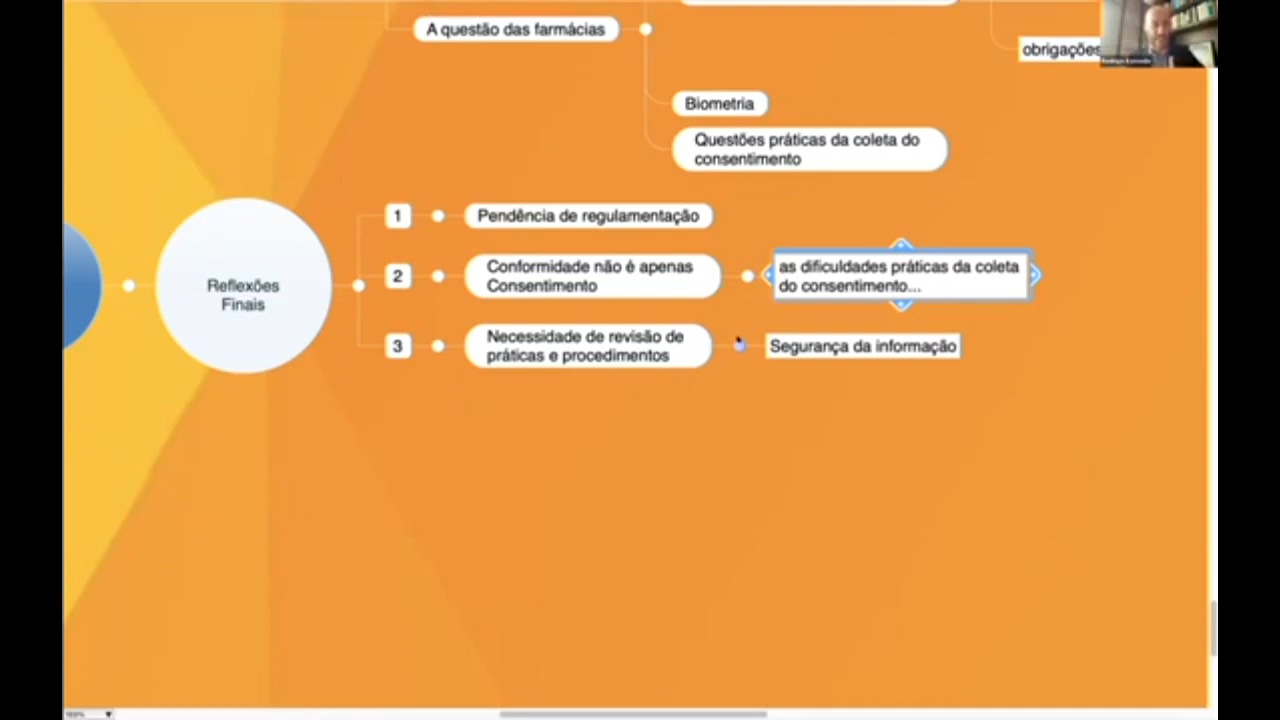 A questão das farmácias
obrigações
Biometria
Questões práticas da coleta do
consentimento
Reflexões
Finais
1
Pendência de regulamentação
2
Conformidade não é apenas
Consentimento
as dificuldades práticas da coleta
do consentimento...
3
Necessidade de revisão de
práticas e procedimentos
Segurança da informação